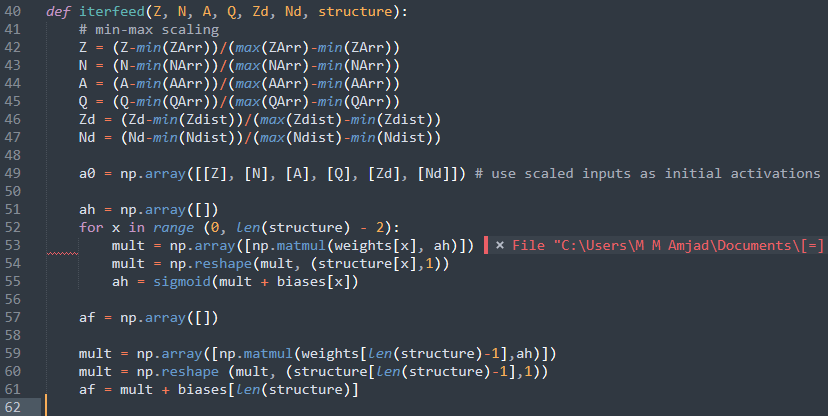 40 def iterfeed(Z, N, A, Q, Zd, Nd, structure):
41     # min-max scaling
42     Z = (Z-min(ZArr))/(max(ZArr)-min(ZArr))
43     N = (N-min(NArr))/(max(NArr)-min(NArr))
44     A = (A-min(AArr))/(max(AArr)-min(AArr))
45     Q = (Q-min(QArr))/(max(QArr)-min(QArr))
46     Zd = (Zd-min(Zdist))/(max(Zdist)-min(Zdist))
47     Nd = (Nd-min(Ndist))/(max(Ndist)-min(Ndist))
48
49     a0 = np.array([[Z], [N], [A], [Q], [Zd], [Nd]]) # use scaled inputs as initial activations
50
51     ah = np.array([])
52     for x in range (0, len(structure) - 2):
53         mult = np.array([np.matmul(weights[x], ah)]) × File "C:\Users\M M Amjad\Documents\[=]
54         mult = np.reshape(mult, (structure[x],1))
55         ah = sigmoid(mult + biases[x])
56
57     af = np.array([])
58
59     mult = np.array([np.matmul(weights[len(structure)-1],ah)])
60     mult = np.reshape (mult, (structure[len(structure)-1],1))
61     af = mult + biases[len(structure)]
62